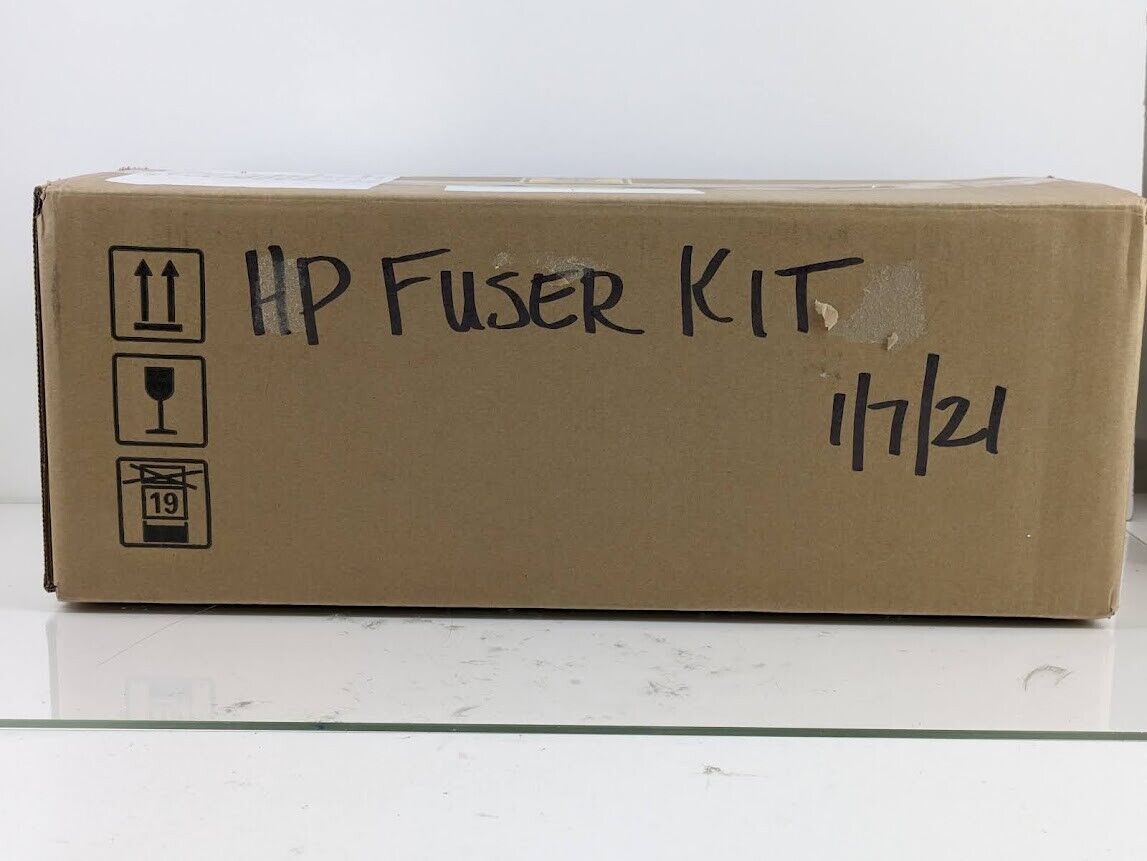 HP FUSER KIT
1/7/21
19